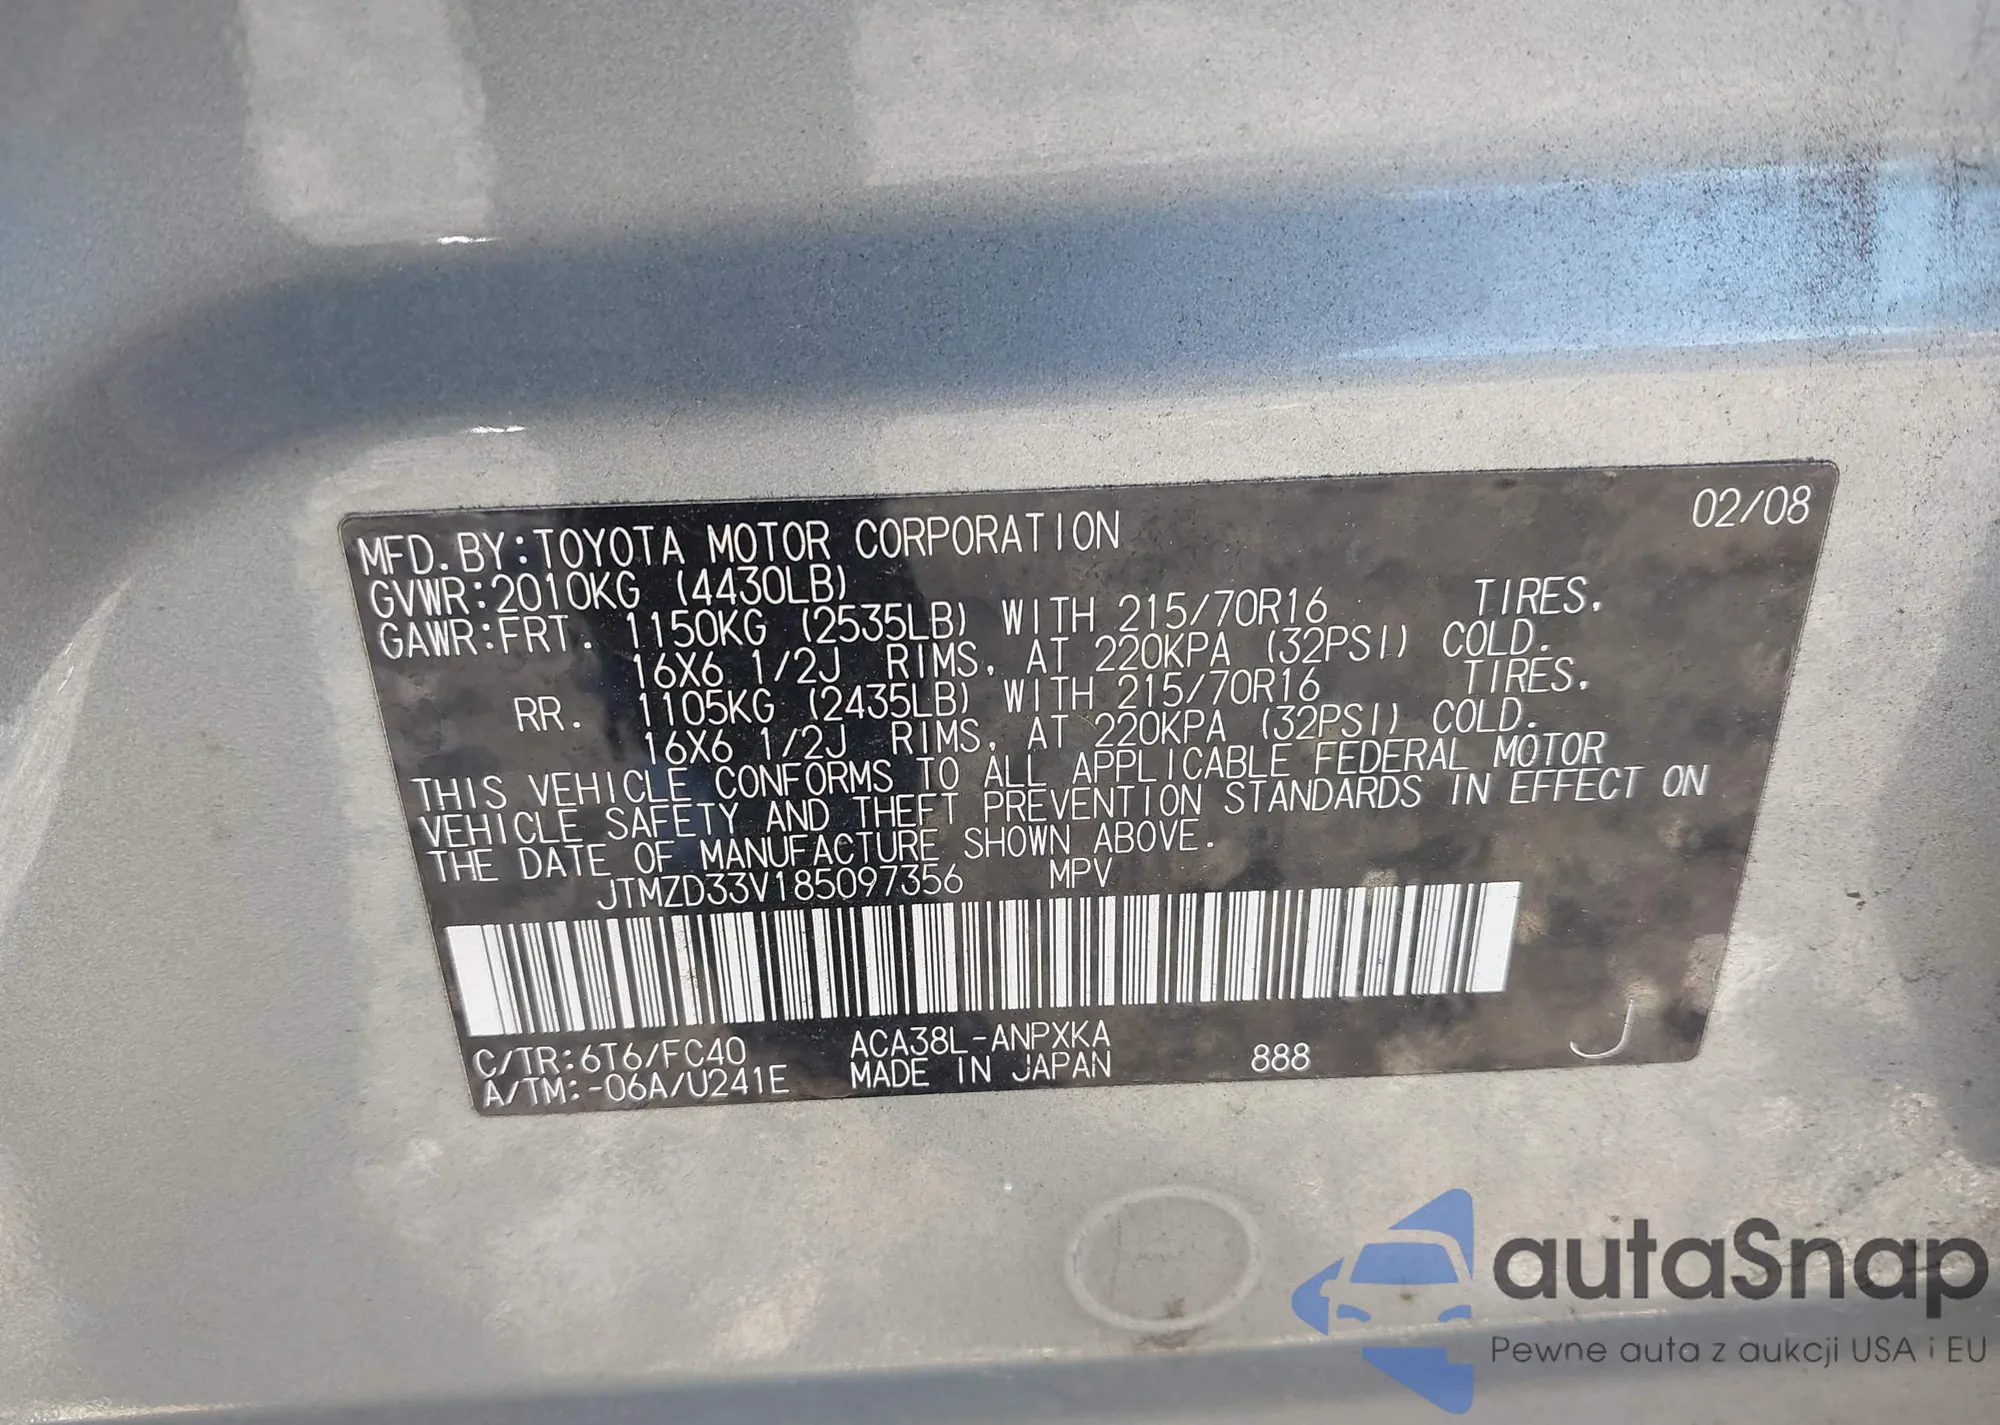 02/08
MFD.BY:TOYOTA MOTOR CORPORATION
GVWR:2010KG (4430LB)
GAWR:FRT. 1150KG (2535LB) WITH 215/70R16 TIRES,
16X6 1/2J RIMS, AT 220KPA (32PSI) COLD.
RR. 1105KG (2435LB) WITH 215/70R16 TIRES,
16X6 1/2J RIMS, AT 220KPA (32PSI) COLD.
THIS VEHICLE CONFORMS TO ALL APPLICABLE FEDERAL MOTOR
VEHICLE SAFETY AND THEFT PREVENTION STANDARDS IN EFFECT ON
THE DATE OF MANUFACTURE SHOWN ABOVE.
JTMZD33V185097356 MPV
C/TR:6T6/FC40 ACA38L-ANPXKA
A/TM:-06A/U241E MADE IN JAPAN 888 J
autaSnap
Pewne auta z aukcji USA i EU